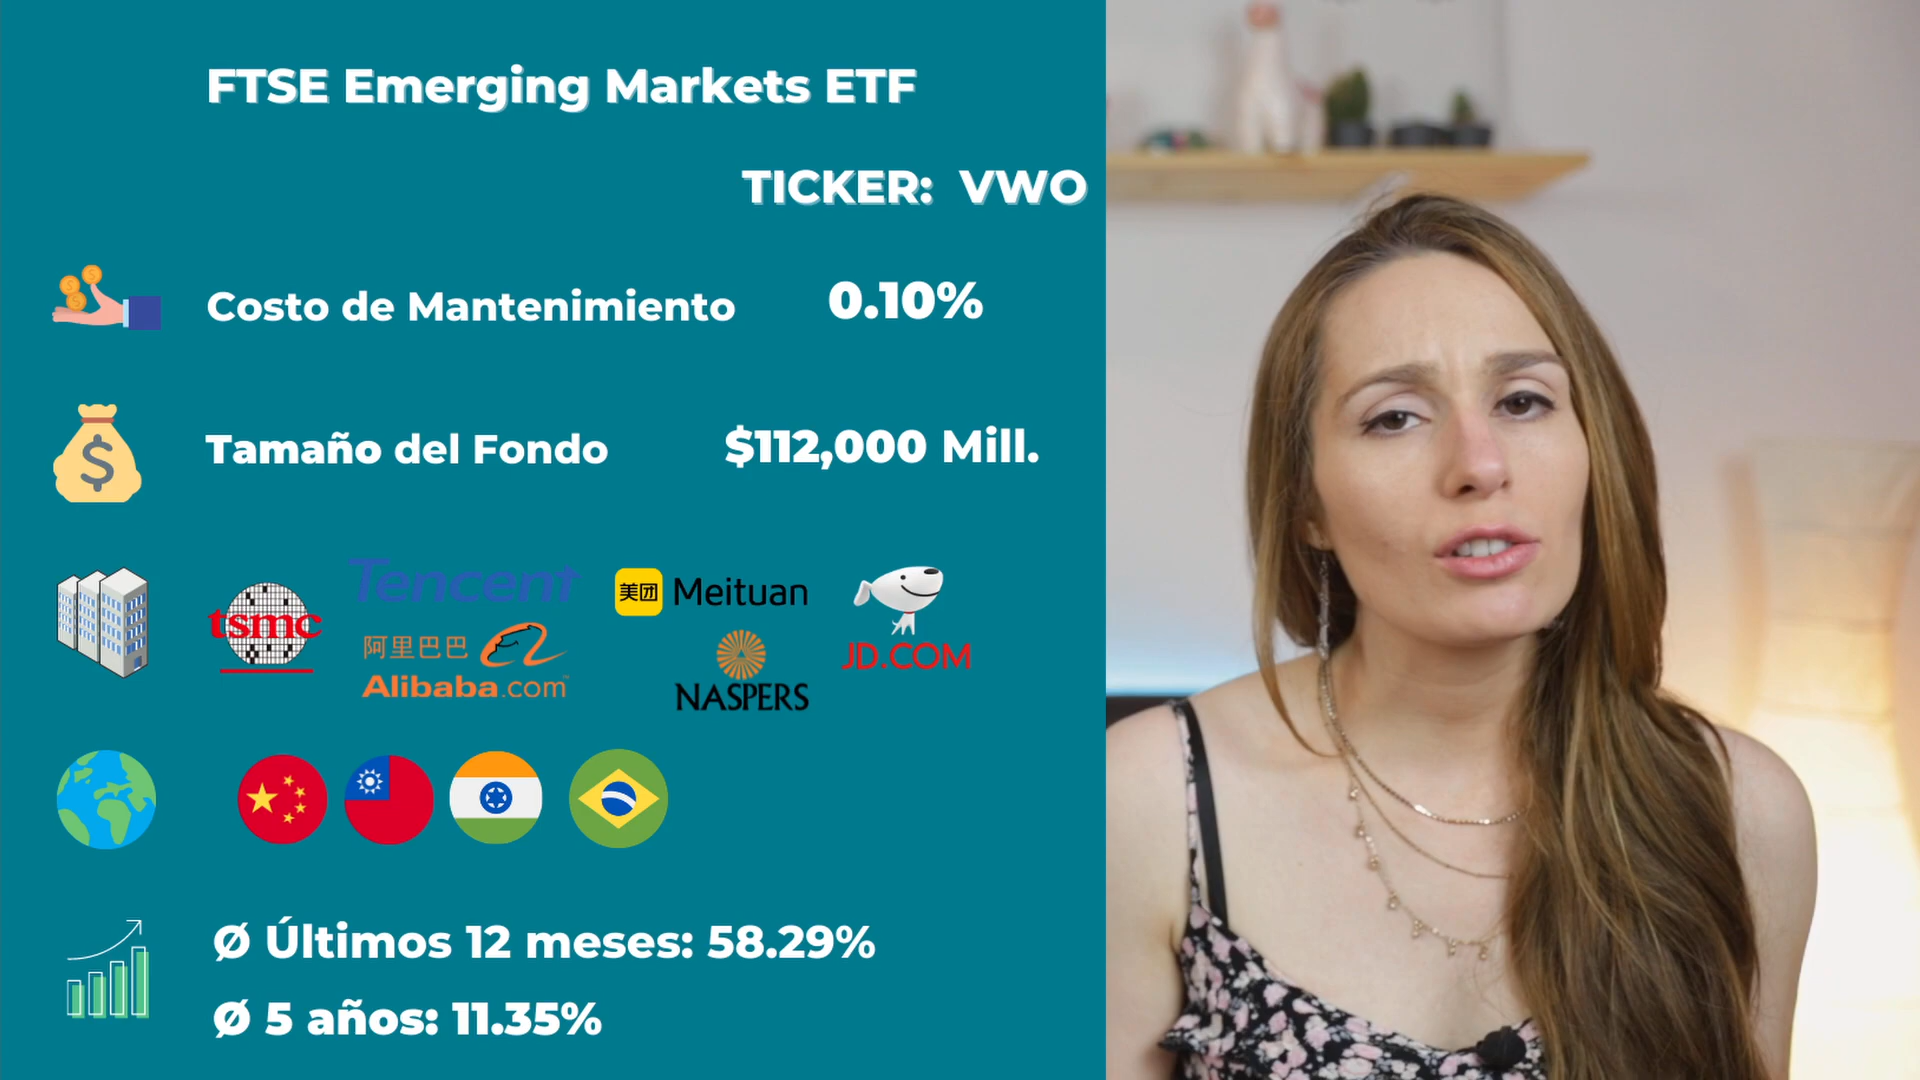 FTSE Emerging Markets ETF
TICKER: VWO
Costo de Mantenimiento 0.10%
Tamaño del Fondo $112,000 Mill.
tsmc
Tencent
阿里巴巴
Alibaba.com
美团 Meituan
NASPERS
JD.COM
Ø Últimos 12 meses: 58.29%
Ø 5 años: 11.35%